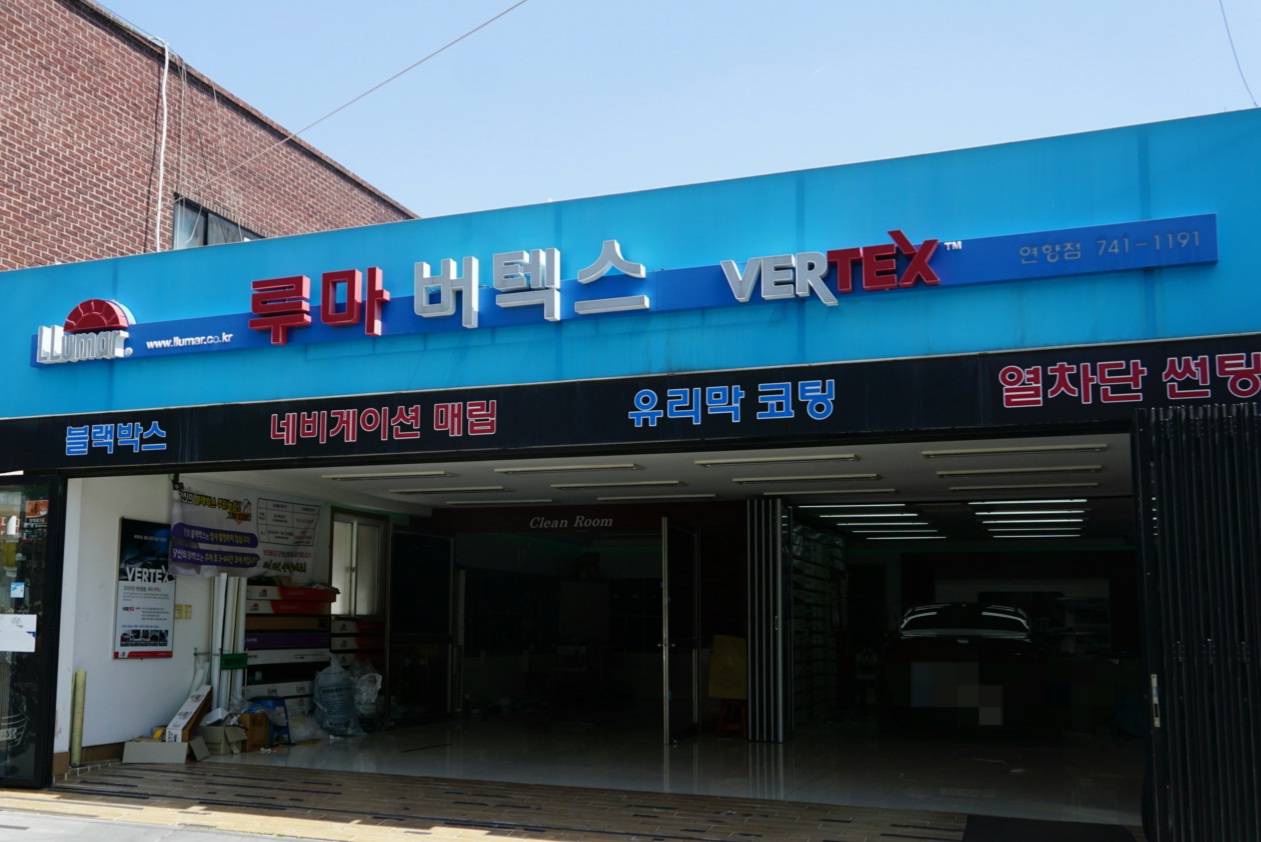 LLumar.
www.llumar.co.kr
루마 버텍스
VERTEX™
연향점 741-1191
블랙박스
네비게이션 매립
유리막 코팅
열차단 썬팅
Clean Room
VERTEX